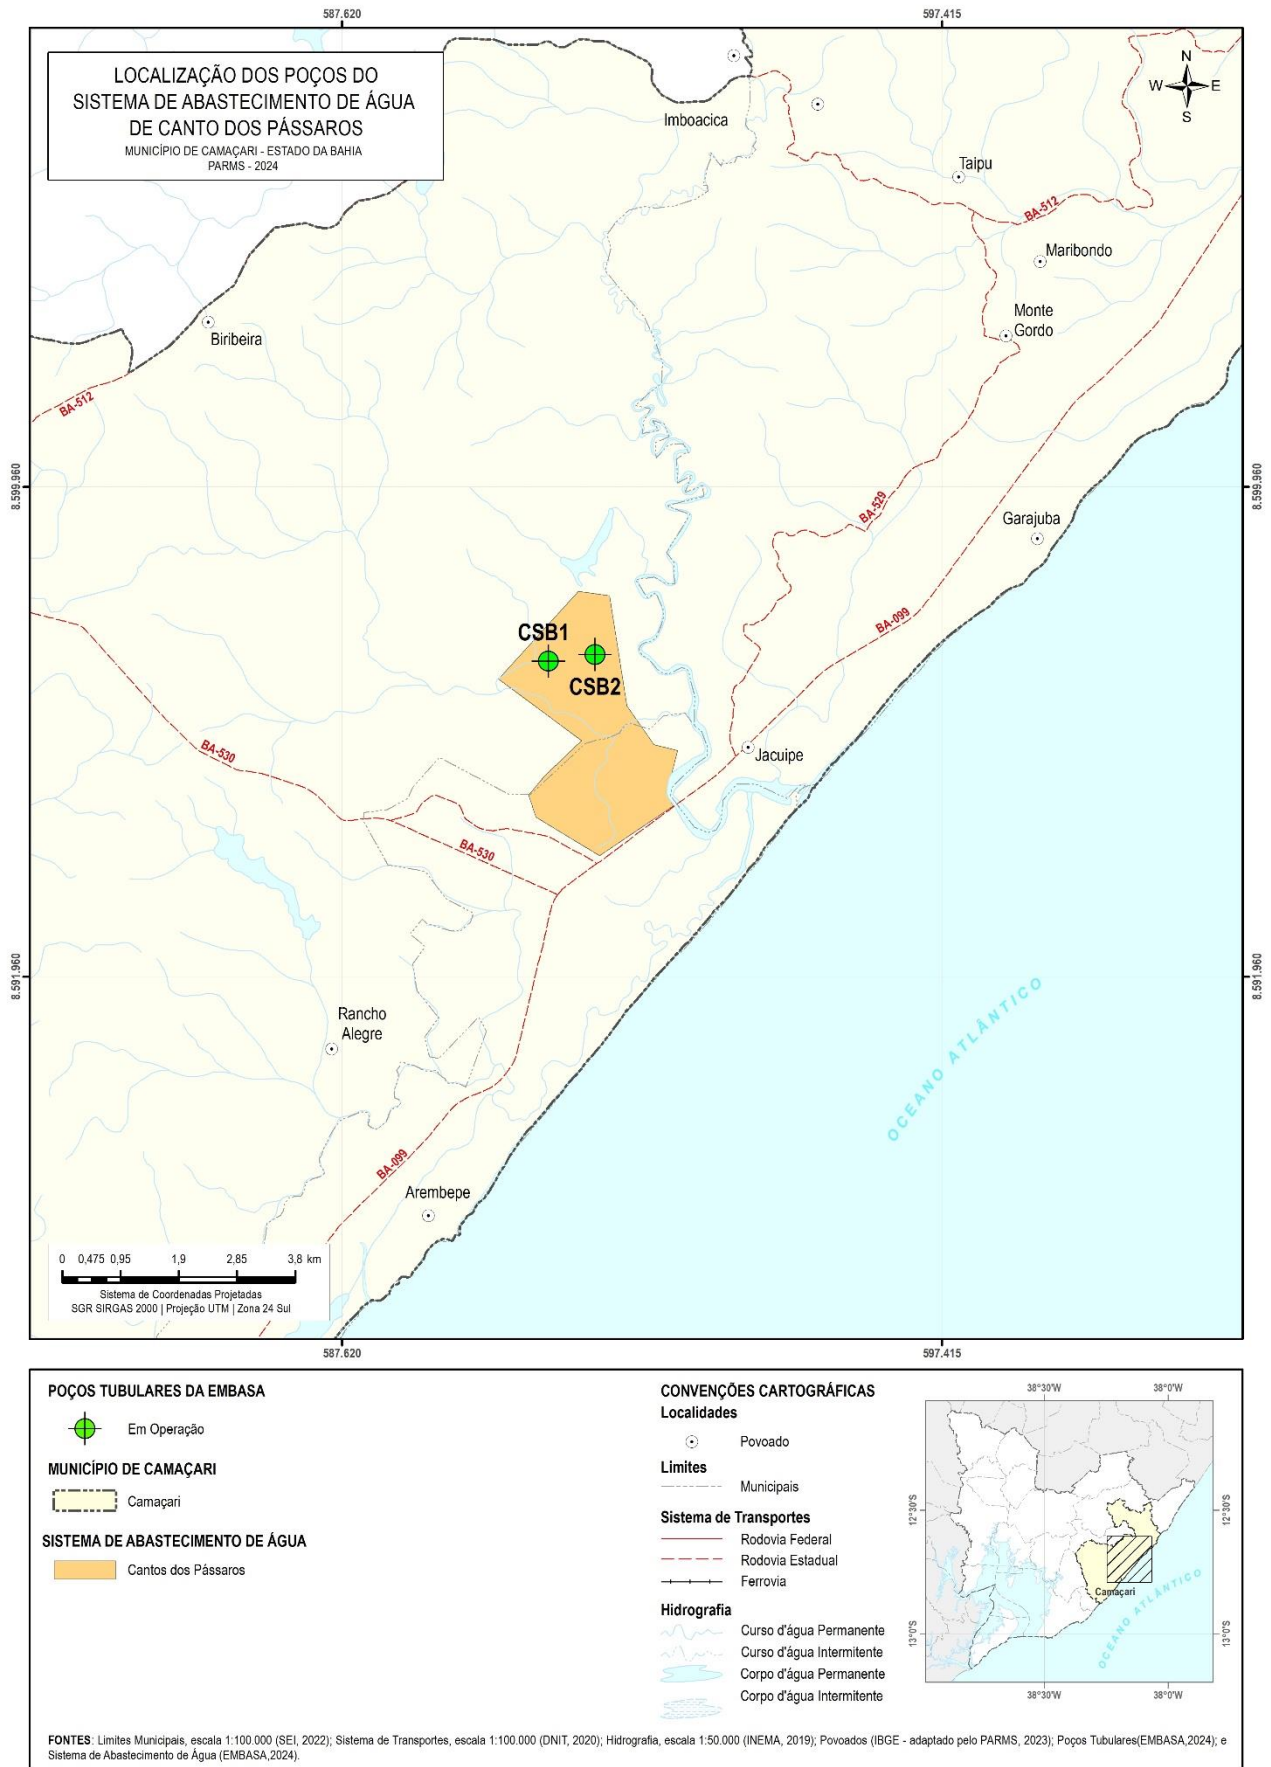 587.620
597.415
LOCALIZAÇÃO DOS POÇOS DO
SISTEMA DE ABASTECIMENTO DE ÁGUA
DE CANTO DOS PÁSSAROS
MUNICÍPIO DE CAMAÇARI - ESTADO DA BAHIA
PARMS - 2024
N
W
E
S
Imboacica
Taipu
BA-512
Maribondo
Monte
Gordo
Biribeira
BA-512
8.599.960
8.599.960
BA-529
Garajuba
BA-099
CSB1
CSB2
BA-530
Jacuipe
BA-530
8.591.960
8.591.960
OCEANO ATLÂNTICO
Rancho
Alegre
BA-099
Arembepe
0 0,475 0,95 1,9 2,85 3,8 km
Sistema de Coordenadas Projetadas
SGR SIRGAS 2000 | Projeção UTM | Zona 24 Sul
587.620
597.415
POÇOS TUBULARES DA EMBASA
Em Operação
MUNICÍPIO DE CAMAÇARI
Camaçari
SISTEMA DE ABASTECIMENTO DE ÁGUA
Cantos dos Pássaros
CONVENÇÕES CARTOGRÁFICAS
Localidades
Povoado
Limites
Municipais
Sistema de Transportes
Rodovia Federal
Rodovia Estadual
Ferrovia
Hidrografia
Curso d'água Permanente
Curso d'água Intermitente
Corpo d'água Permanente
Corpo d'água Intermitente
38°30'W
38°0'W
12°30'S
12°30'S
Camaçari
OCEANO ATLÂNTICO
13°0'S
13°0'S
38°30'W
38°0'W
FONTES: Limites Municipais, escala 1:100.000 (SEI, 2022); Sistema de Transportes, escala 1:100.000 (DNIT, 2020); Hidrografia, escala 1:50.000 (INEMA, 2019); Povoados (IBGE - adaptado pelo PARMS, 2023); Poços Tubulares(EMBASA,2024); e
Sistema de Abastecimento de Água (EMBASA,2024).